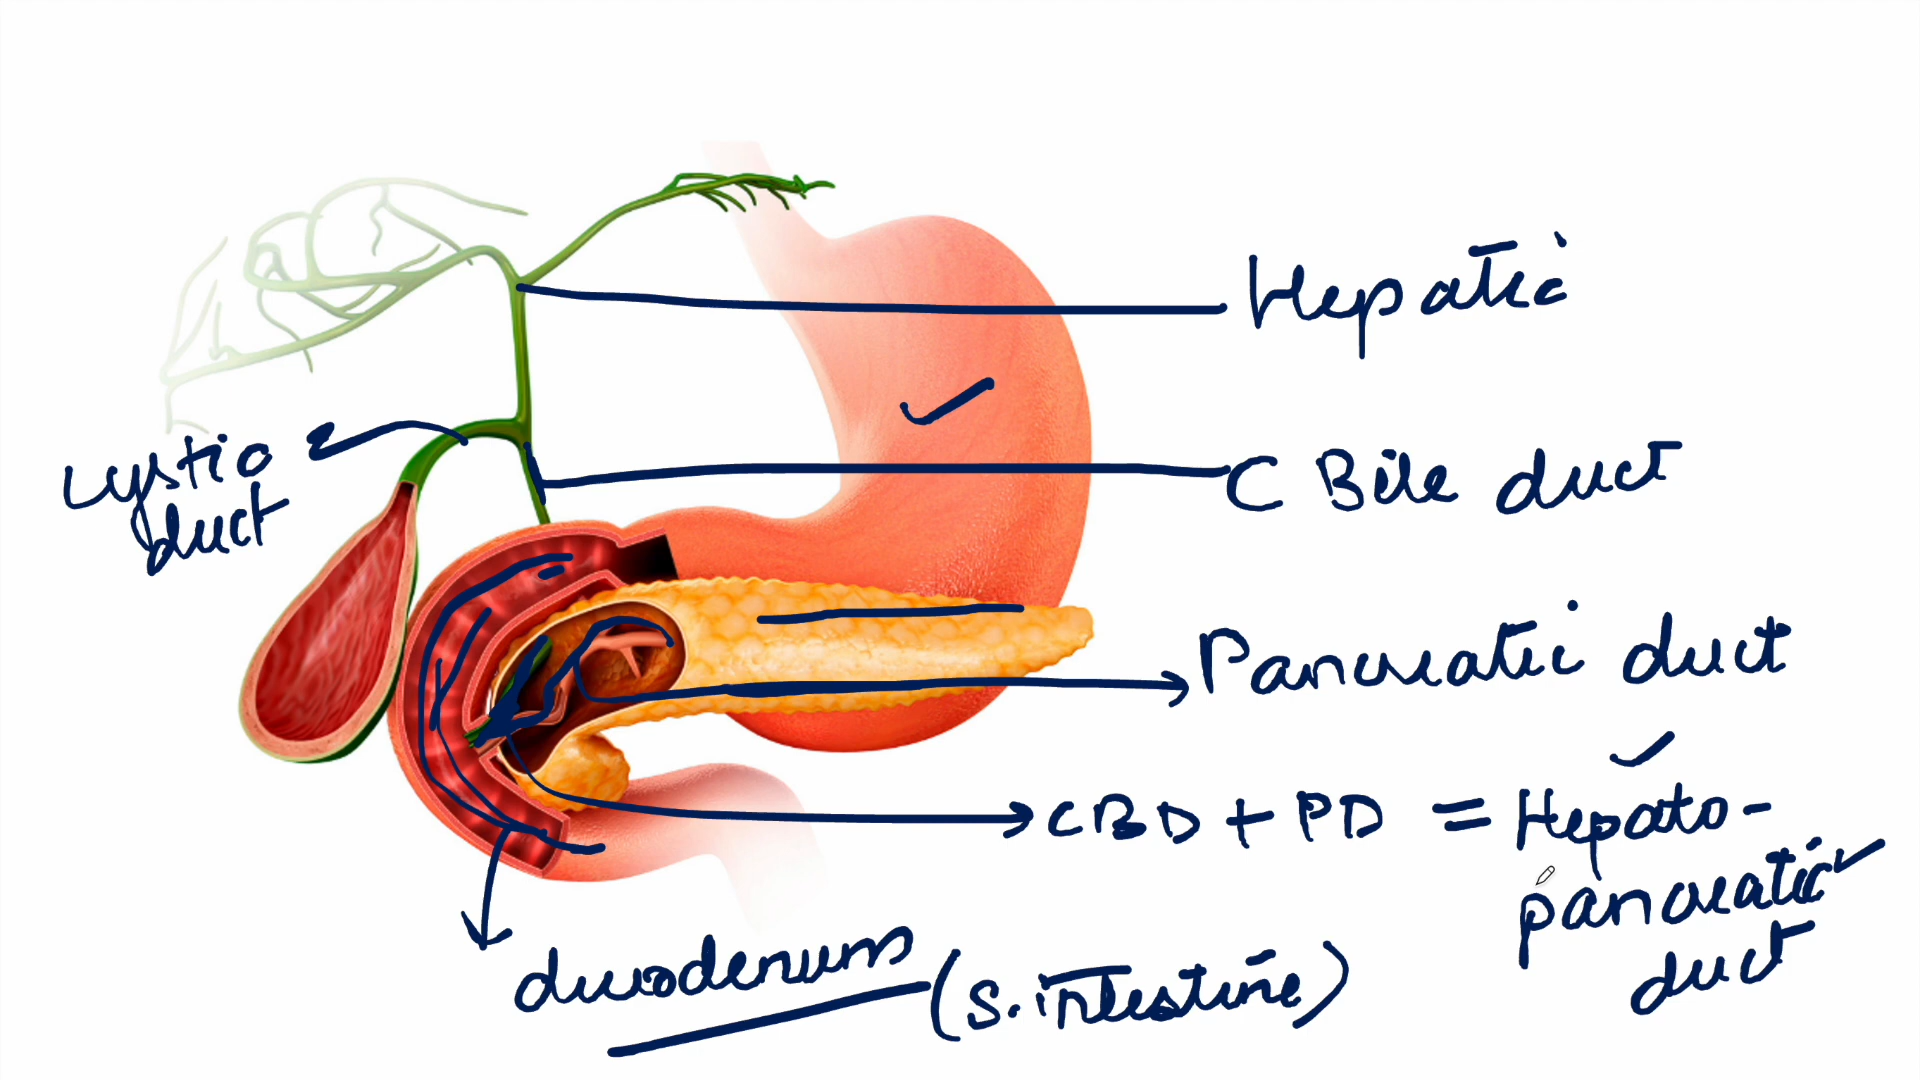 Hepatic
Cystic
duct
C Bile duct
Pancreatic duct
CBD + PD = Hepato-
pancreatic
duct
duodenum (S. intestine)